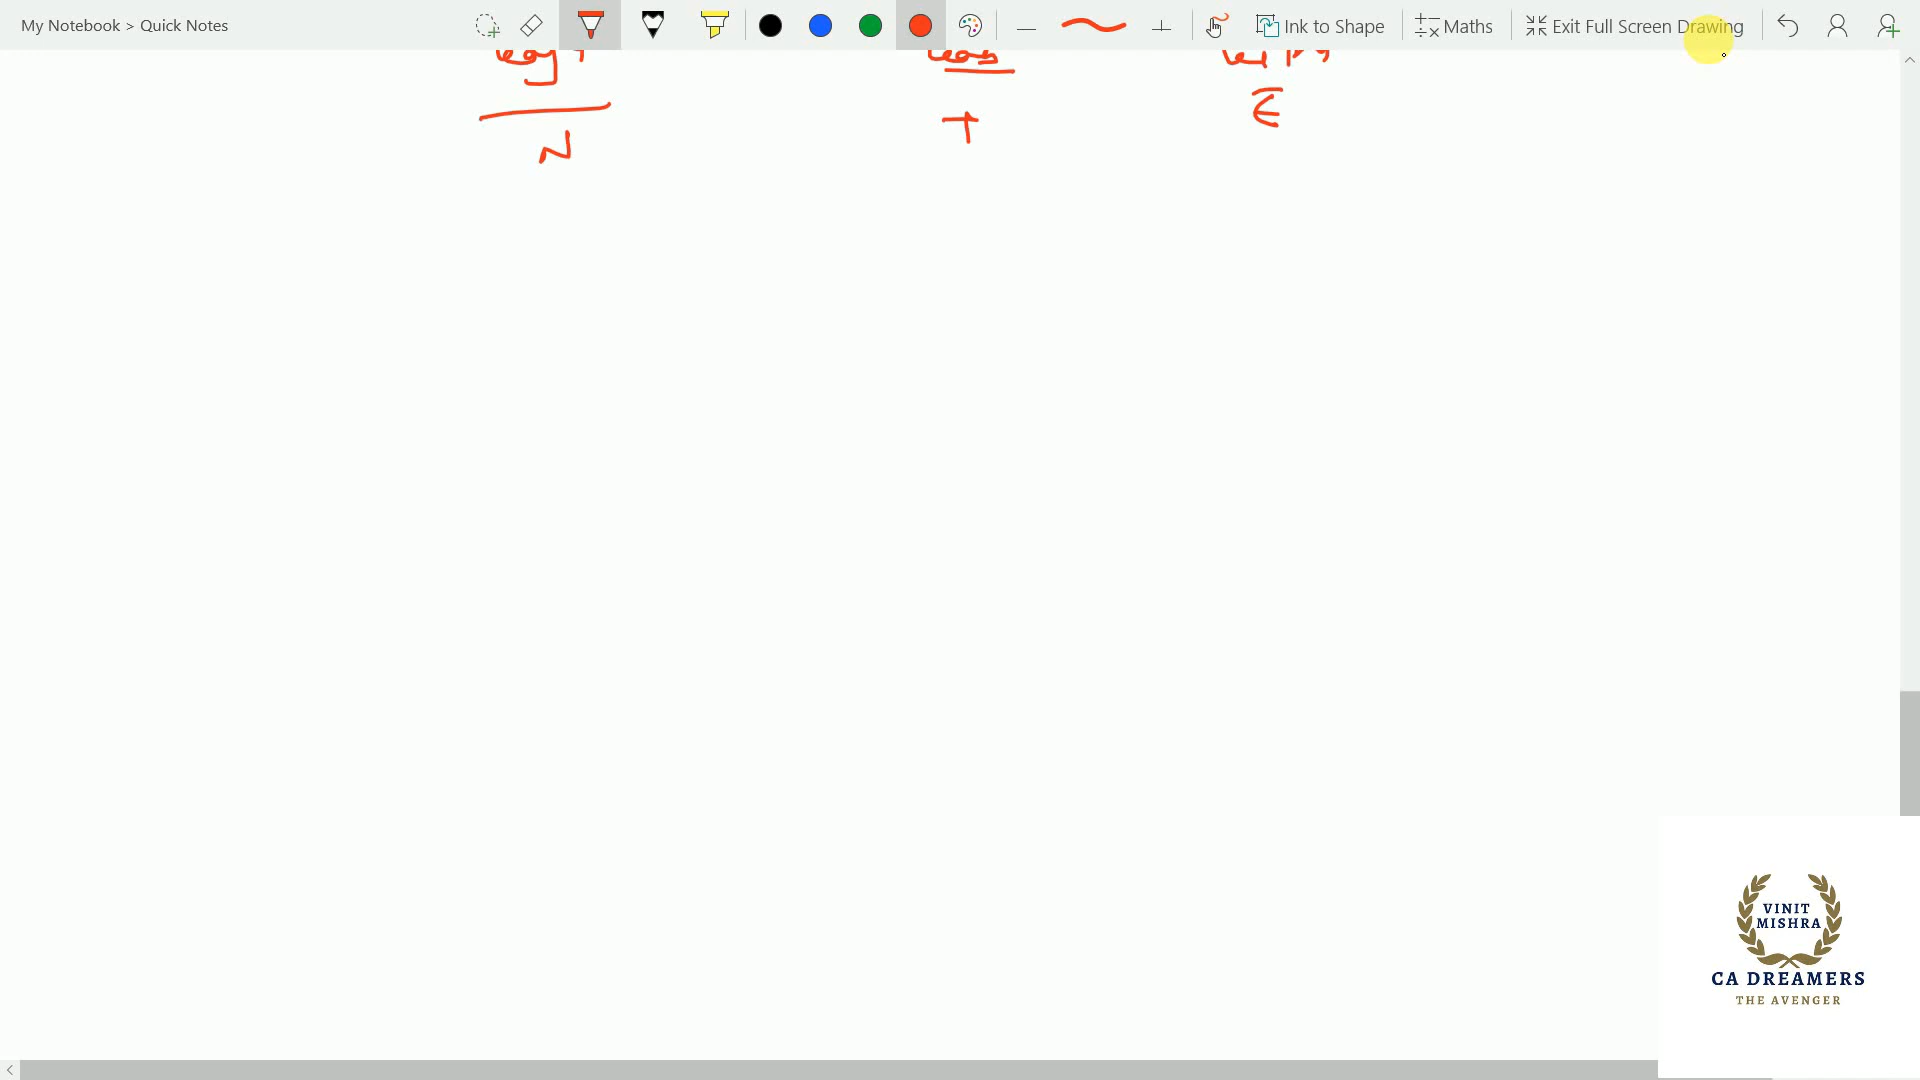 My Notebook > Quick Notes
Ink to Shape
Maths
Exit Full Screen Drawing
N
+
E
VINIT
MISHRA
CA DREAMERS
THE AVENGER